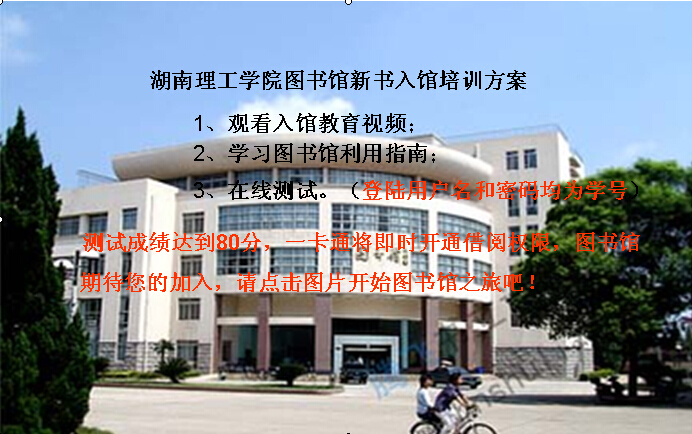 湖南理工学院图书馆新书入馆培训方案
1、观看入馆教育视频；
2、学习图书馆利用指南；
3、在线测试。（登陆用户名和密码均为学号）
测试成绩达到80分，一卡通将即时开通借阅权限，图书馆
期待您的加入，请点击图片开始图书馆之旅吧！